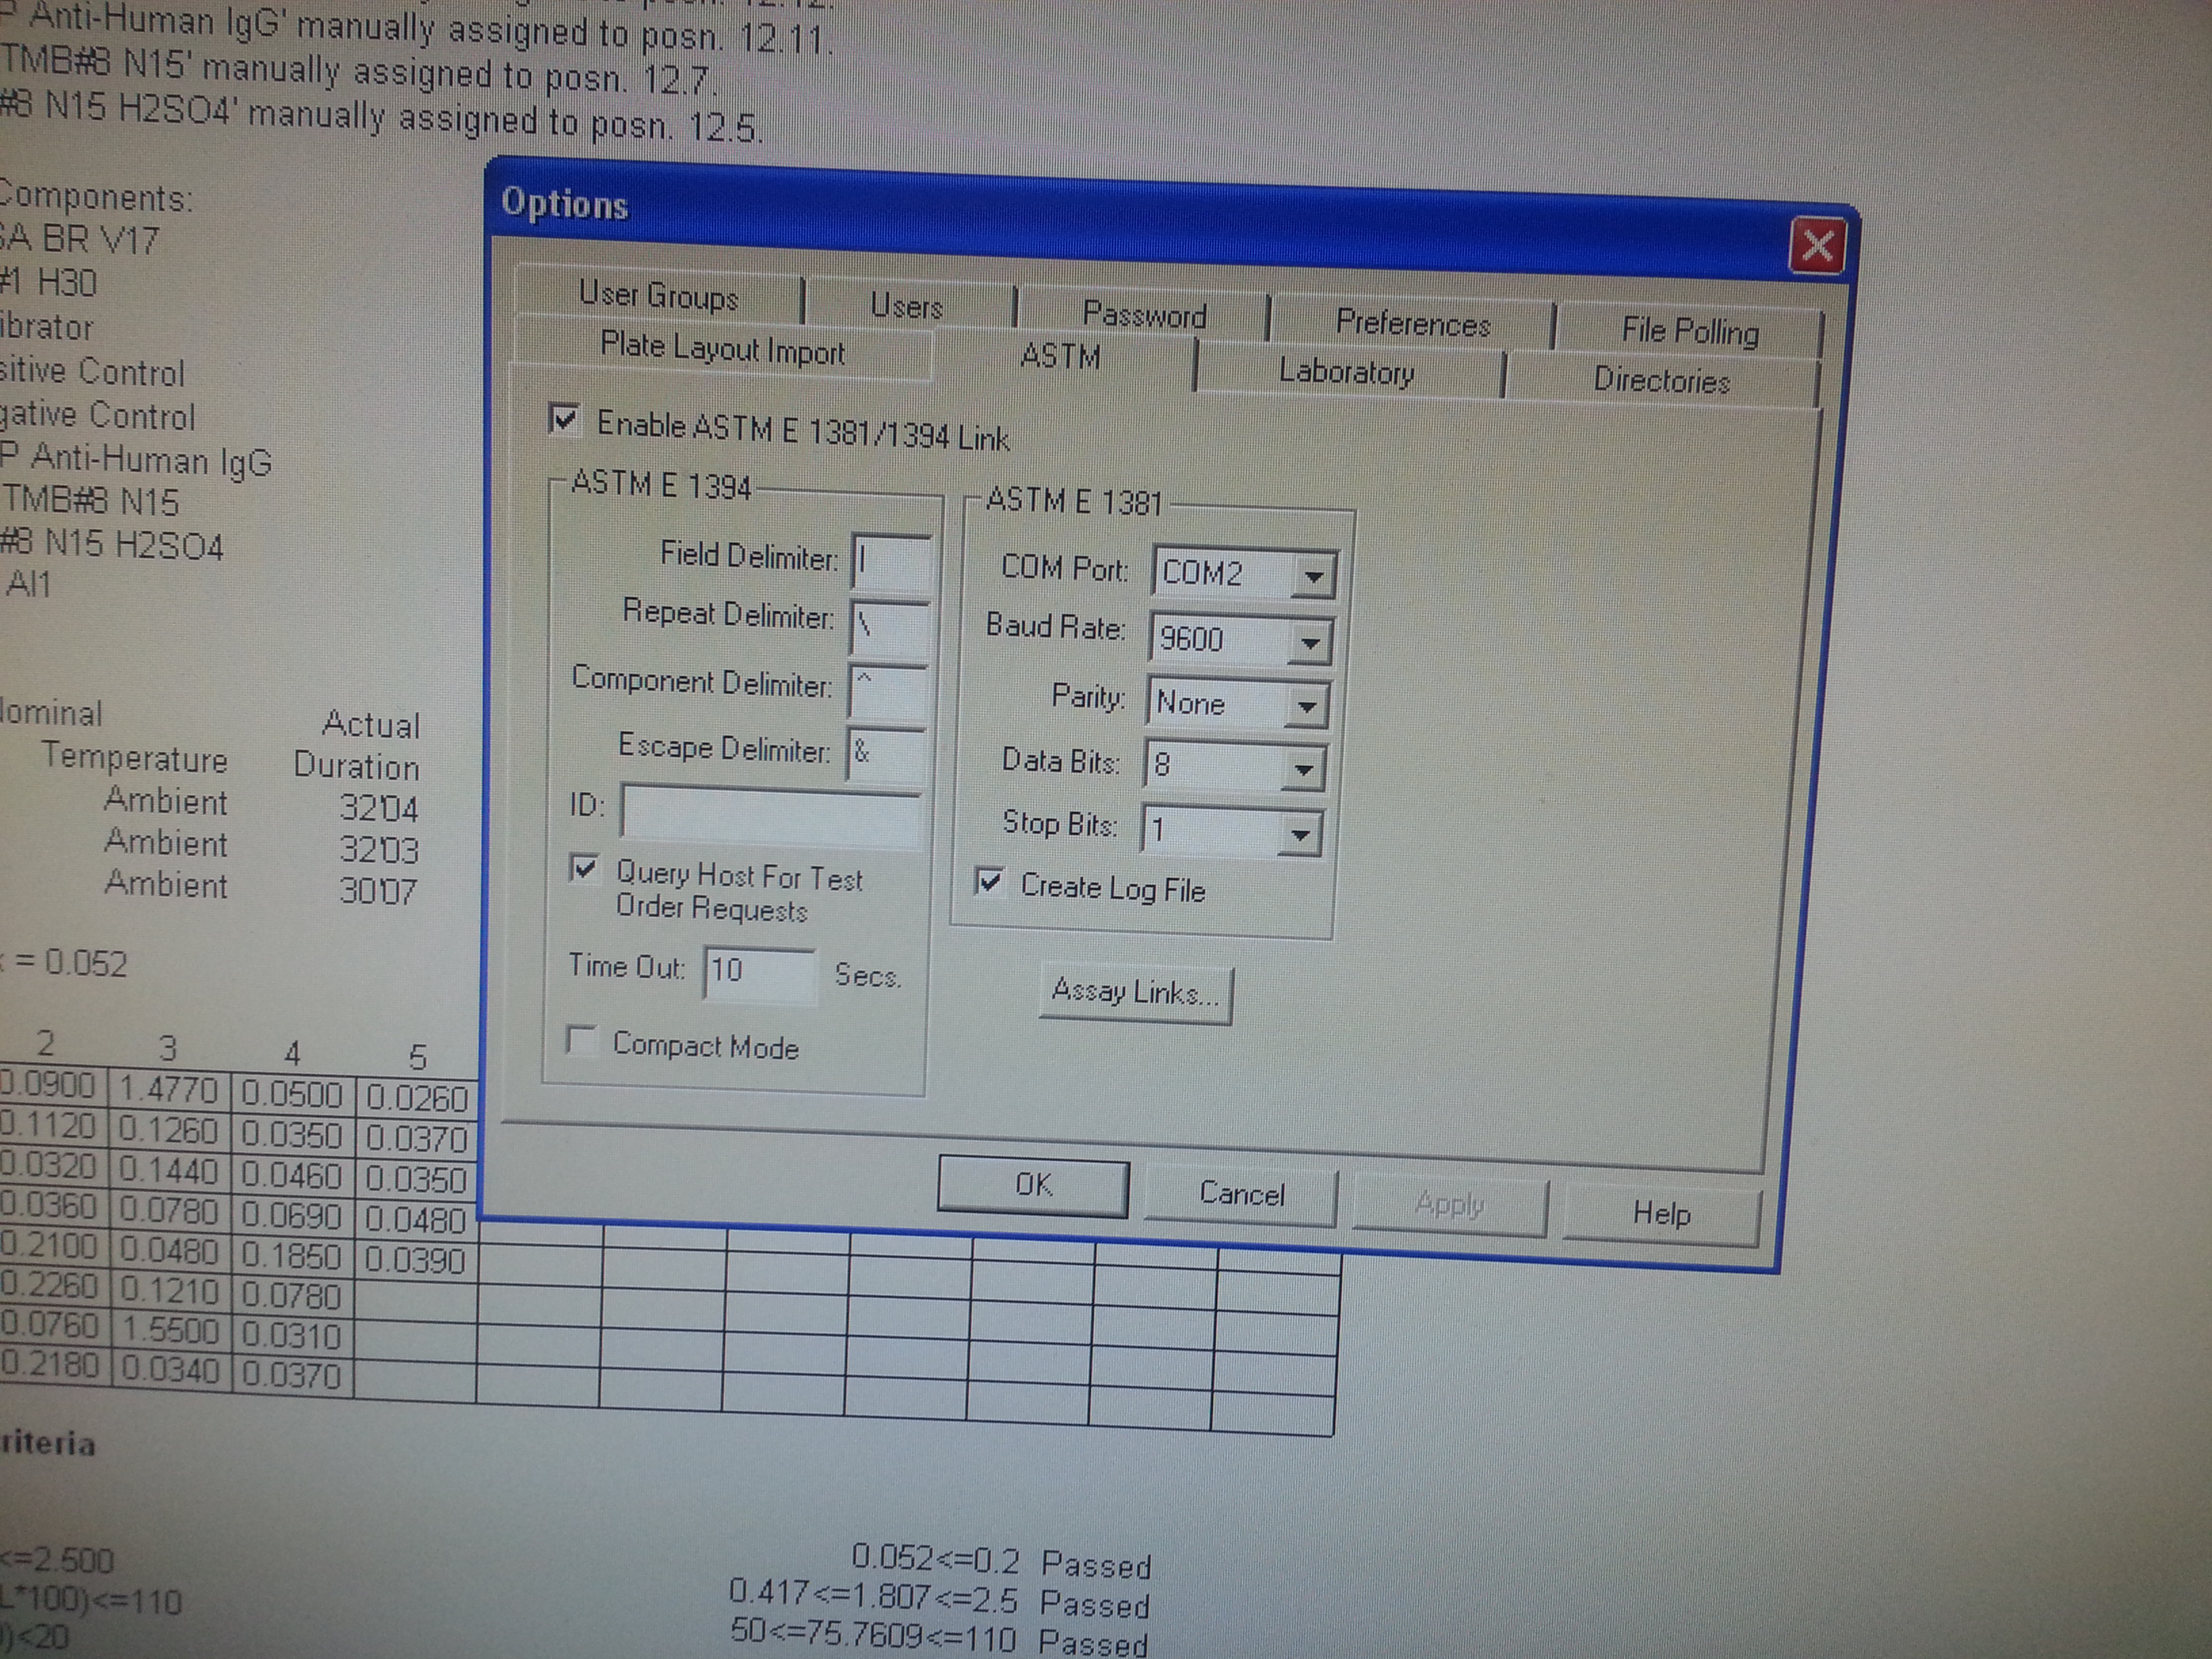 P Anti-Human IgG' manually assigned to posn. 12.11.
TMB#8 N15' manually assigned to posn. 12.7.
#8 N15 H2SO4' manually assigned to posn. 12.5.
Components:
SA BR V17
#1 H30
ibrator
sitive Control
gative Control
P Anti-Human IgG
TMB#8 N15
#8 N15 H2SO4
AI1
Nominal Actual
Temperature Duration
Ambient 32'04
Ambient 32'03
Ambient 30'07
= 0.052
2 3 4 5
0.0900 1.4770 0.0500 0.0260
0.1120 0.1260 0.0350 0.0370
0.0320 0.1440 0.0460 0.0350
0.0360 0.0780 0.0690 0.0480
0.2100 0.0480 0.1850 0.0390
0.2260 0.1210 0.0780
0.0760 1.5500 0.0310
0.2180 0.0340 0.0370
riteria
<=2.500
L*100)<=110
)<20
0.052<=0.2 Passed
0.417<=1.807<=2.5 Passed
50<=75.7609<=110 Passed
Options
User Groups Users Password Preferences File Polling
Plate Layout Import ASTM Laboratory Directories
Enable ASTM E 1381/1394 Link
ASTM E 1394
Field Delimiter: |
Repeat Delimiter: \
Component Delimiter: ^
Escape Delimiter: &
ID:
Query Host For Test
Order Requests
Time Out: 10 Secs.
Compact Mode
ASTM E 1381
COM Port: COM2
Baud Rate: 9600
Parity: None
Data Bits: 8
Stop Bits: 1
Create Log File
Assay Links...
OK Cancel Apply Help